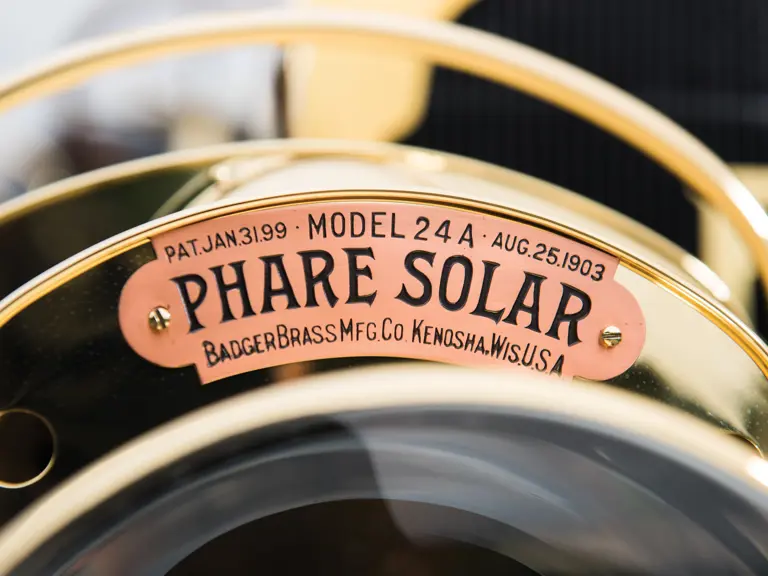 PAT.JAN.31.99 · MODEL 24 A · AUG.25.1903
PHARE SOLAR
BADGER BRASS MFG.CO. KENOSHA,WIS.U.S.A